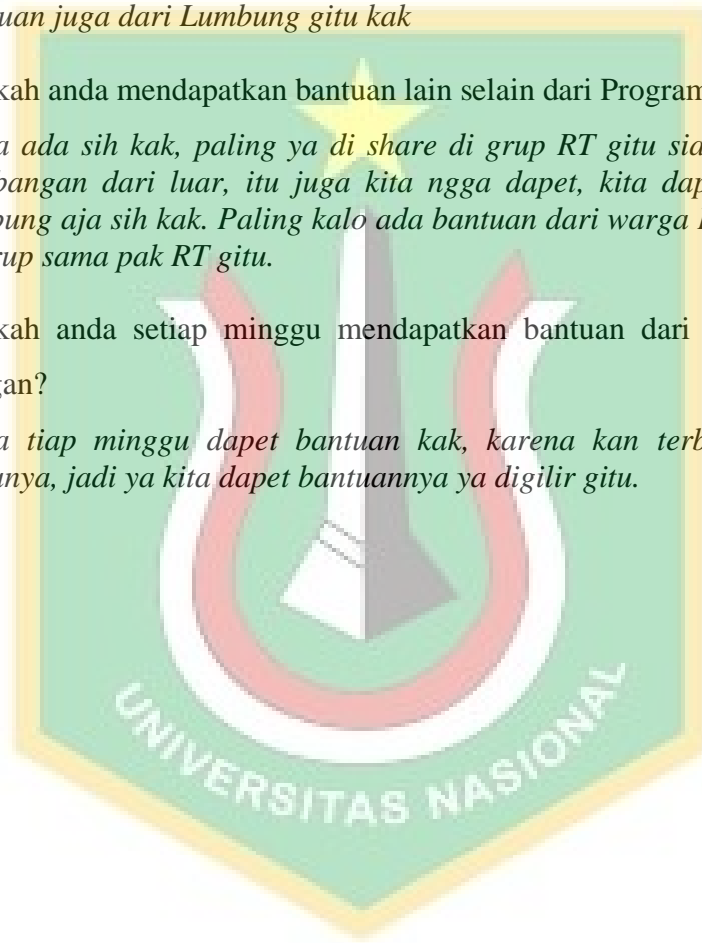 uan juga dari Lumbung gitu kak
kah anda mendapatkan bantuan lain selain dari Program
a ada sih kak, paling ya di share di grup RT gitu sia
bangan dari luar, itu juga kita ngga dapet, kita dap
bung aja sih kak. Paling kalo ada bantuan dari warga
rup sama pak RT gitu.
kah anda setiap minggu mendapatkan bantuan dari
gan?
a tiap minggu dapet bantuan kak, karena kan terb
nya, jadi ya kita dapet bantuannya ya digilir gitu.
UNIVERSITAS NASIONAL